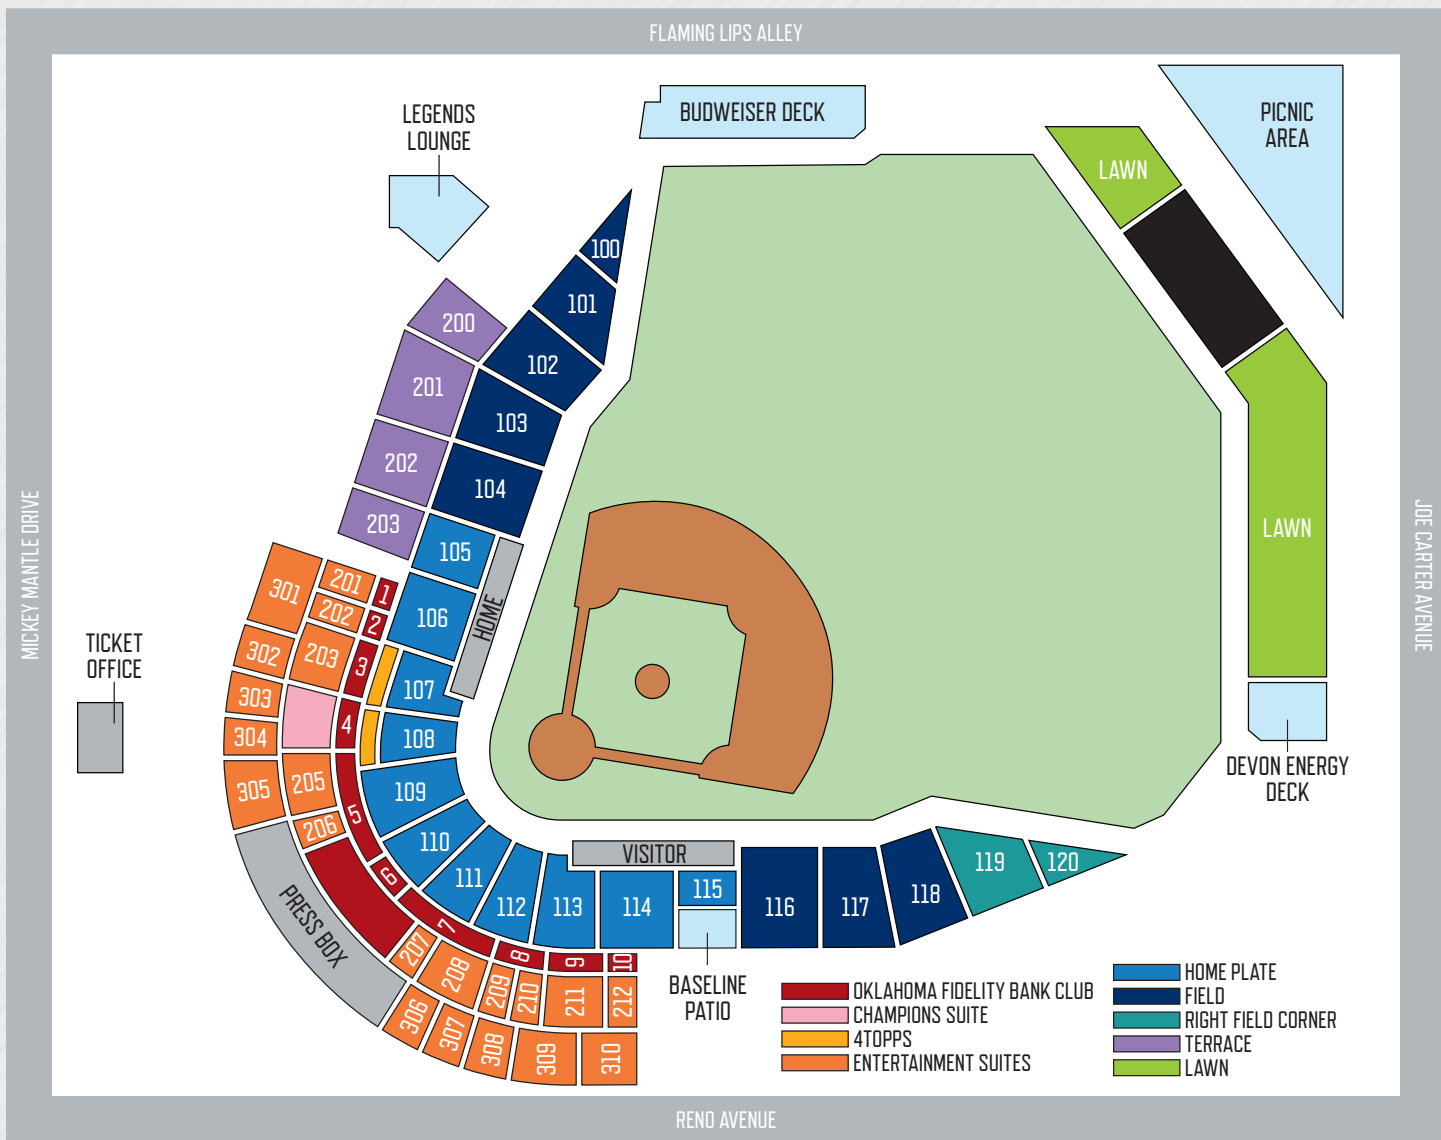 FLAMING LIPS ALLEY
LEGENDS
LOUNGE
BUDWEISER DECK
PICNIC
AREA
LAWN
100
101
102
103
104
200
201
202
203
105
106
107
108
109
110
111
112
113
114
115
116
117
118
119
120
HOME
VISITOR
LAWN
MICKEY MANTLE DRIVE
JOE CARTER AVENUE
TICKET
OFFICE
301
302
303
304
305
201
202
203
205
206
1
2
3
4
5
6
7
8
9
10
PRESS BOX
207
208
209
210
211
212
306
307
308
309
310
DEVON ENERGY
DECK
BASELINE
PATIO
OKLAHOMA FIDELITY BANK CLUB
CHAMPIONS SUITE
4TOPPS
ENTERTAINMENT SUITES
HOME PLATE
FIELD
RIGHT FIELD CORNER
TERRACE
LAWN
RENO AVENUE